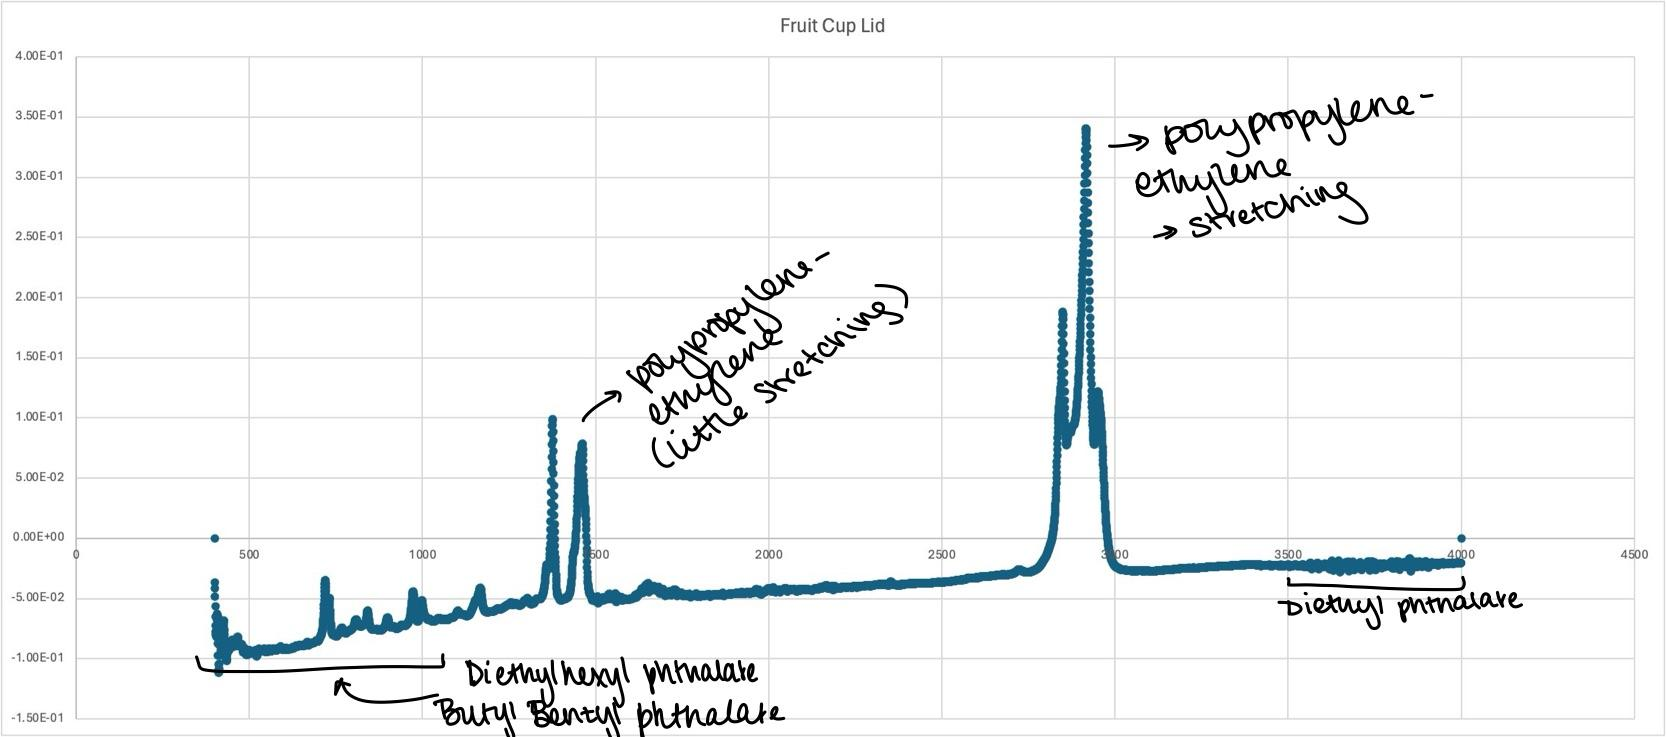 Fruit Cup Lid
4.00E-01
3.50E-01
3.00E-01
2.50E-01
2.00E-01
1.50E-01
1.00E-01
5.00E-02
0.00E+00
-5.00E-02
-1.00E-01
-1.50E-01
0 500 1000 1500 2000 2500 3000 3500 4000 4500
→ polypropylene-
ethylene
→ stretching
polypropylene-
ethylene
(little stretching)
Diethyl phthalate
Diethylhexyl phthalate
Butyl Bentyl phthalate